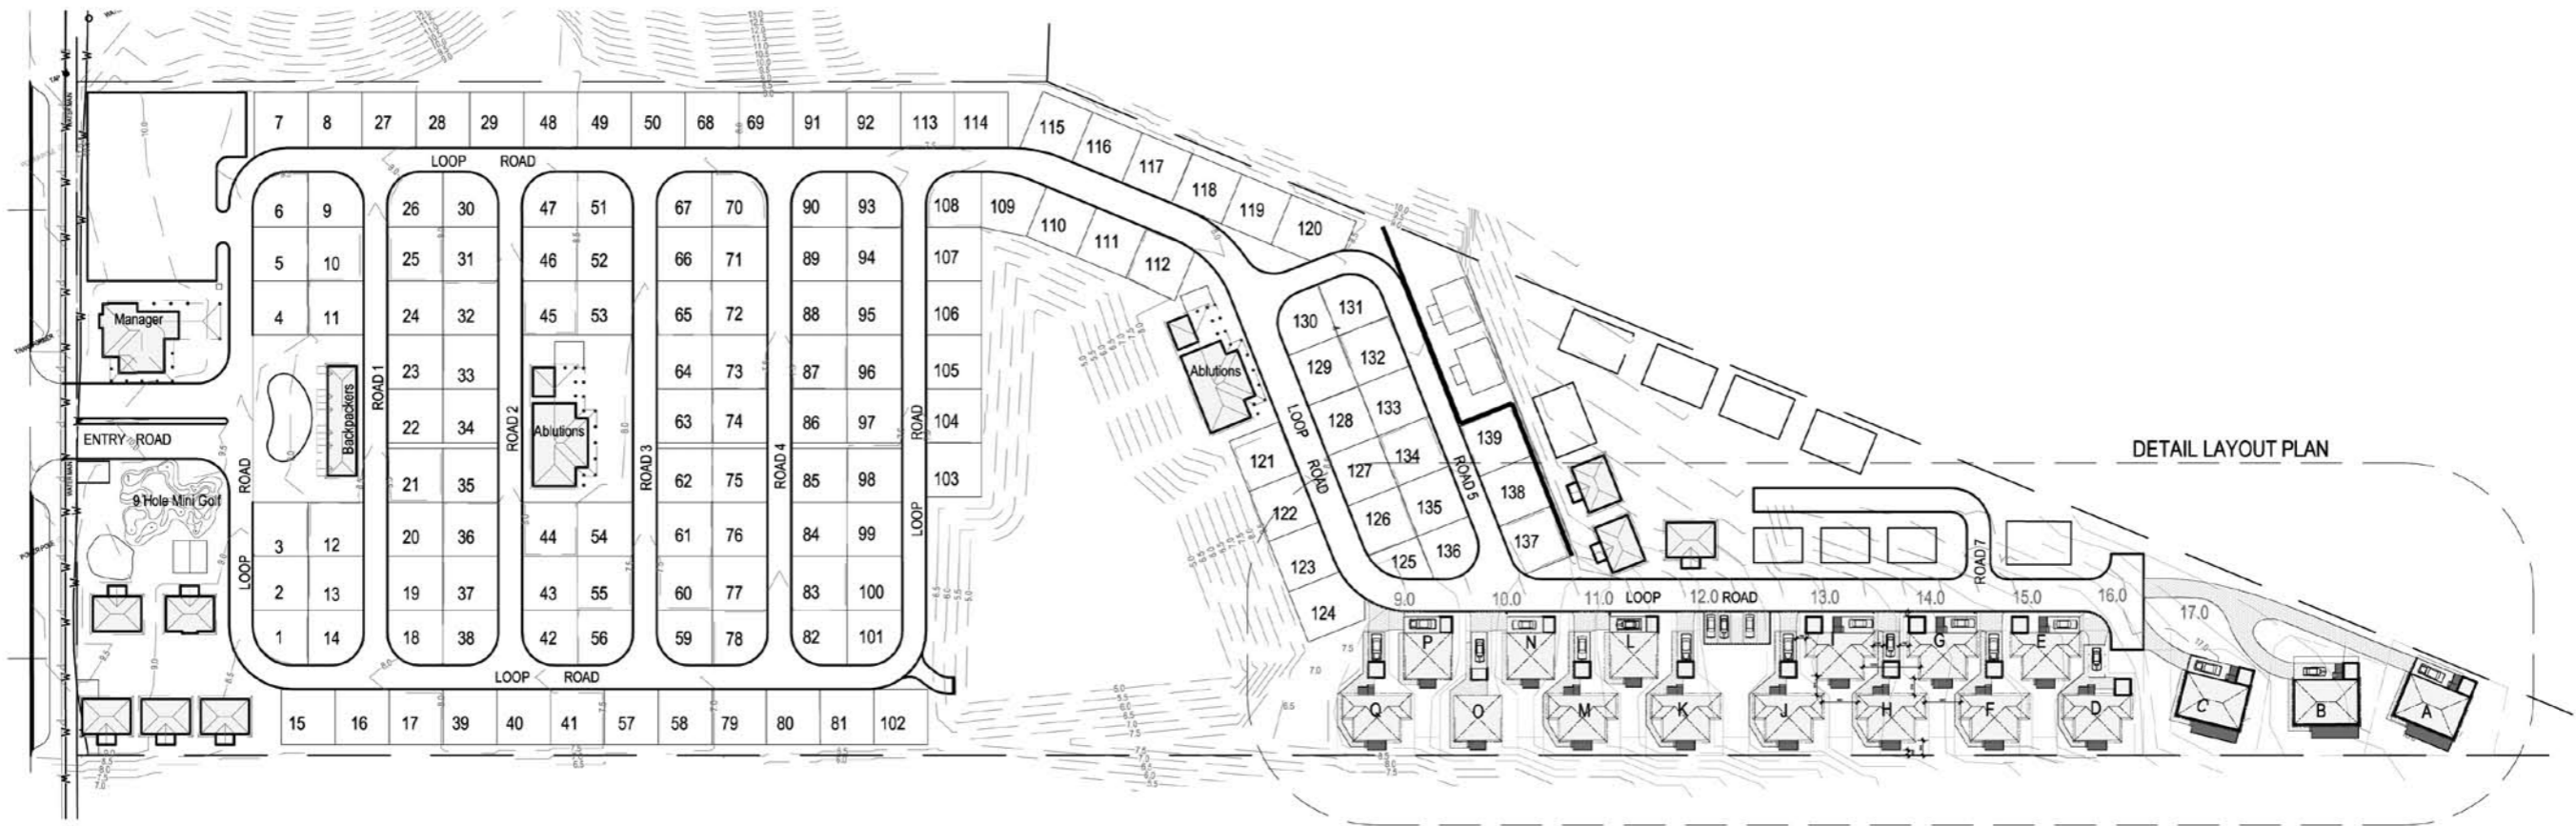 7 8 27 28 29 48 49 50 68 69 91 92 113 114
115
116
117
118
119
120
LOOP ROAD
6 9 26 30 47 51 67 70 90 93 108 109
110
111
112
5 10 25 31 46 52 66 71 89 94 107
4 11 24 32 45 53 65 72 88 95 106
Manager
130 131
129 132
23 33 64 73 87 96 105
Ablutions
Backpackers
ROAD 1
22 34 63 74 86 97 104
ROAD 2
Ablutions
ROAD 3
ROAD 4
LOOP ROAD
LOOP ROAD
128 133
139
ENTRY ROAD
DETAIL LAYOUT PLAN
121
127 134
ROAD 5
138
LOOP ROAD
9 Hole Mini Golf
21 35 62 75 85 98 103
122
126 135
3 12 20 36 44 54 61 76 84 99
123
125 136
137
ROAD 7
2 13 19 37 43 55 60 77 83 100
124
9.0 10.0 11.0 LOOP 12.0 ROAD 13.0 14.0 15.0 16.0
17.0
1 14 18 38 42 56 59 78 82 101
P N L I G E
LOOP ROAD
15 16 17 39 40 41 57 58 79 80 81 102
Q O M K J H F D C B A